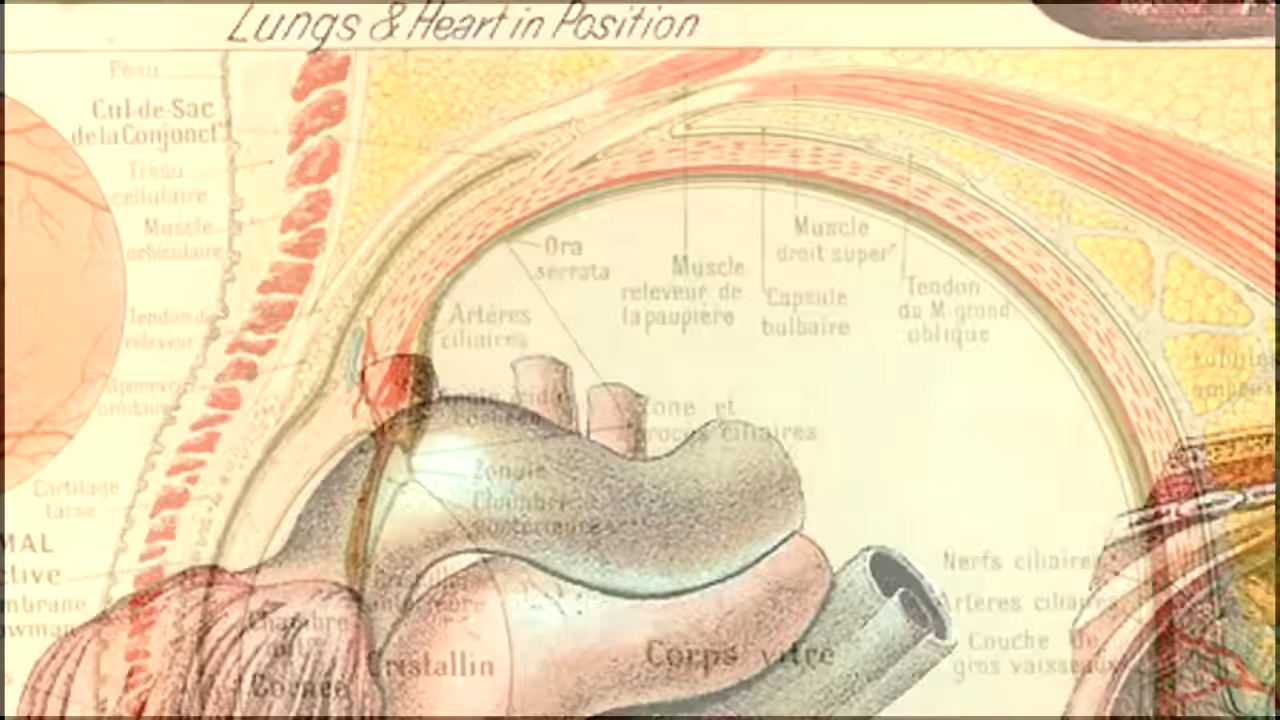 Lungs & Heart in Position
Peau
Cul-de-Sac
de la Conjonct
Tissu
cellulaire
Muscle
orbiculaire
Tendon du
releveur
Cartilage
tarse
MAL
ctive
mbrane
owman
Ora
serrata
Artères
ciliaires
Muscle
releveur de
la paupière
Capsule
bulbaire
Muscle
droit super
Tendon
du M. grand
oblique
Zone et
procès ciliaires
Zonule
Chambre
postérieure
Chambre
Cornée
Cristallin
Corps vitré
Nerfs ciliaires
Artères ciliaires
Couche de
gros vaisseaux